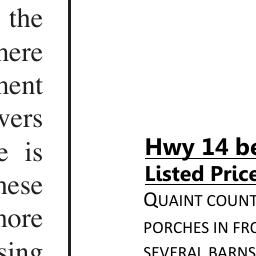 the
here
ment
vers
e is
hese
more
sing
Hwy 14 be
Listed Price
QUAINT COUNT
PORCHES IN FRO
SEVERAL BARNS